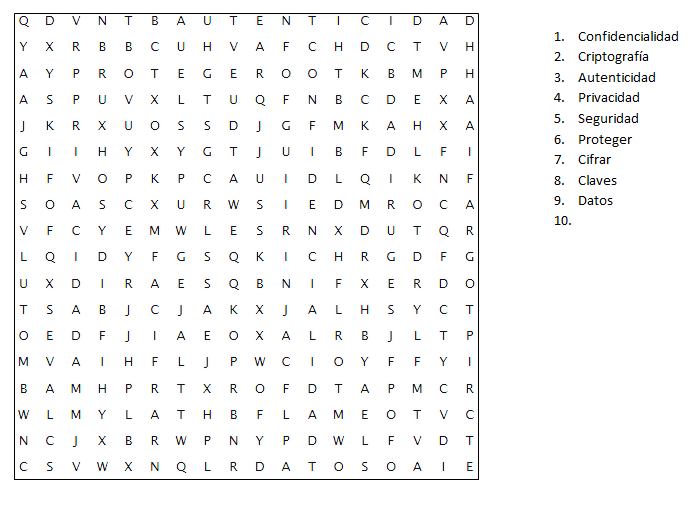 Q D V N T B A U T E N T I C I D A D
Y X R B B C U H V A F C H D C T V H
A Y P R O T E G E R O O T K B M P H
A S P U V X L T U Q F N B C D E X A
J K R X U O S S D J G F M K A H X A
G I I H Y X Y G T J U I B F D L F I
H F V O P K P C A U I D L Q I K N F
S O A S C X U R W S I E D M R O C A
V F C Y E M W L E S R N X D U T Q R
L Q I D Y F G S Q K I C H R G D F G
U X D I R A E S Q B N I F X E R D O
T S A B J C J A K X J A L H S Y C T
O E D F J I A E O X A L R B J L T P
M V A I H F L J P W C I O Y F F Y I
B A M H P R T X R O F D T A P M C R
W L M Y L A T H B F L A M E O T V C
N C J X B R W P N Y P D W L F V D T
C S V W X N Q L R D A T O S O A I E
1. Confidencialidad
2. Criptografía
3. Autenticidad
4. Privacidad
5. Seguridad
6. Proteger
7. Cifrar
8. Claves
9. Datos
10.